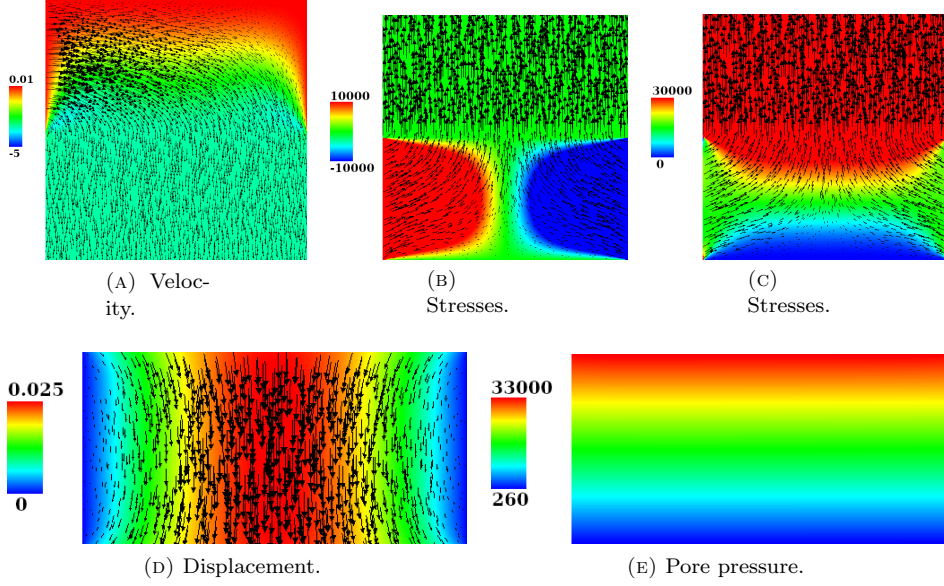 0.01
-5
(A) Veloc-
ity.
10000
-10000
(B)
Stresses.
30000
0
(C)
Stresses.
0.025
0
(D) Displacement.
33000
260
(E) Pore pressure.